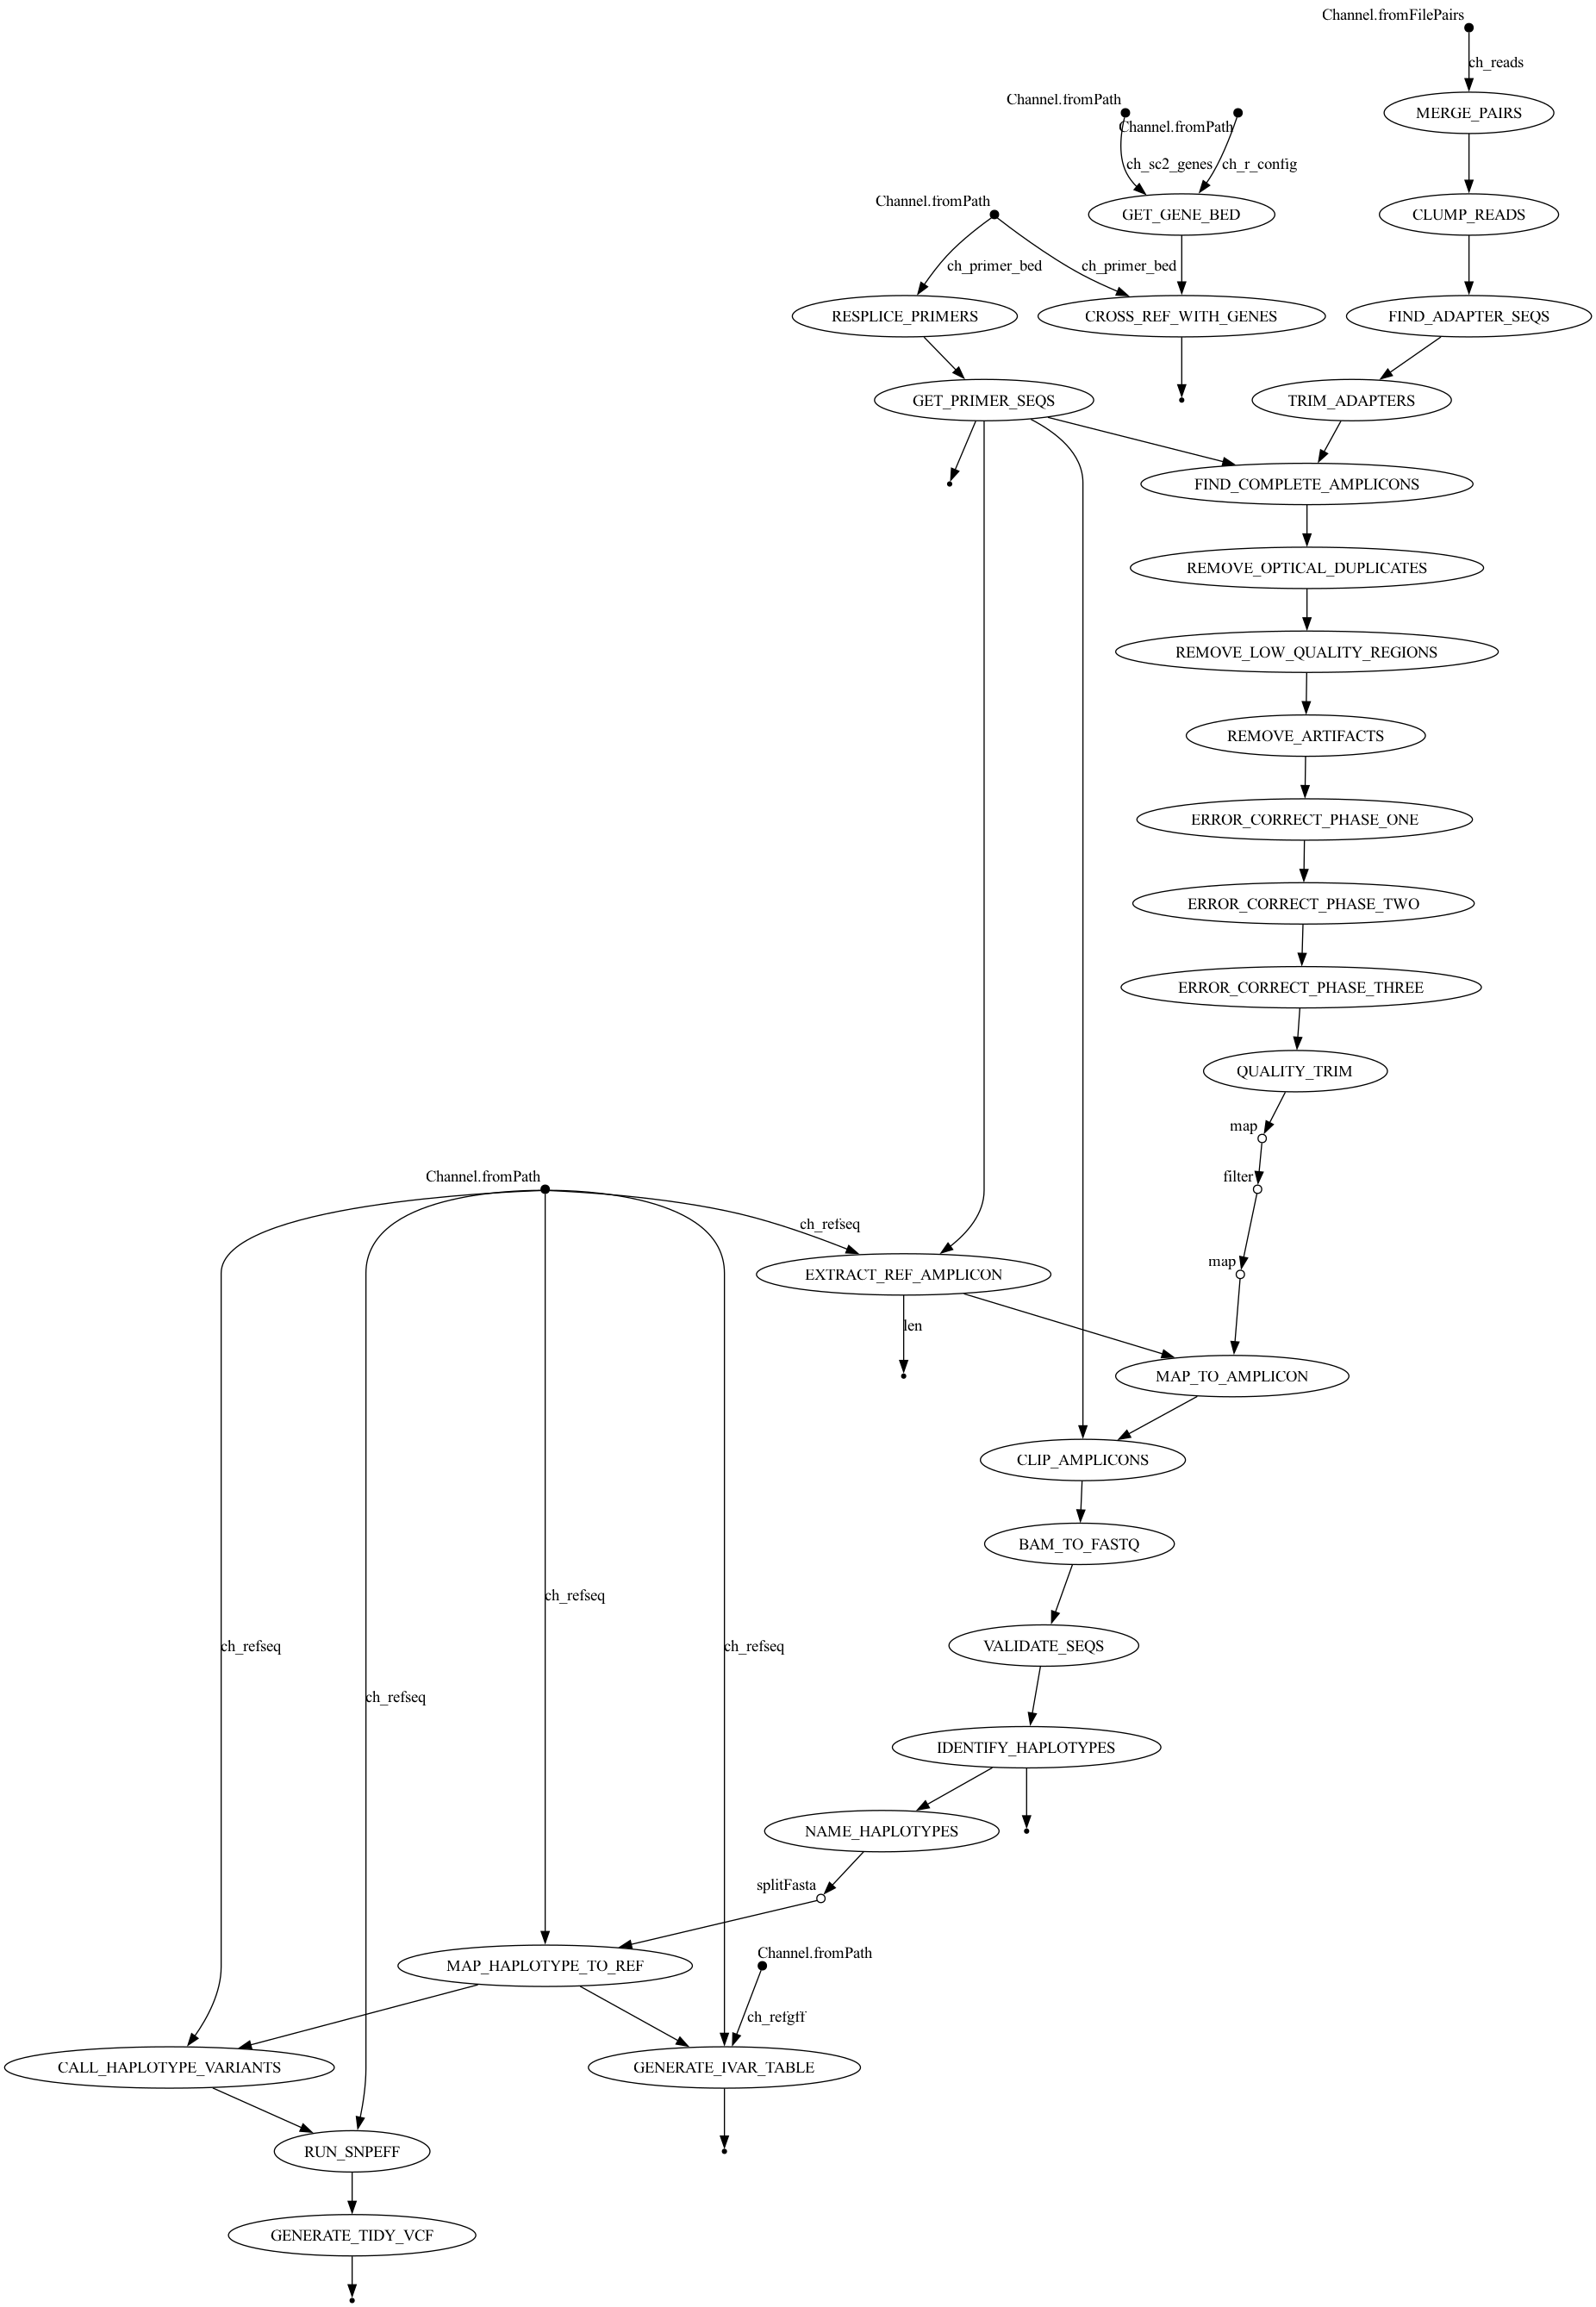 Channel.fromFilePairs
ch_reads
Channel.fromPath
MERGE_PAIRS
Channel.fromPath
ch_sc2_genes
ch_r_config
Channel.fromPath
GET_GENE_BED
CLUMP_READS
ch_primer_bed
ch_primer_bed
RESPLICE_PRIMERS
CROSS_REF_WITH_GENES
FIND_ADAPTER_SEQS
GET_PRIMER_SEQS
TRIM_ADAPTERS
FIND_COMPLETE_AMPLICONS
REMOVE_OPTICAL_DUPLICATES
REMOVE_LOW_QUALITY_REGIONS
REMOVE_ARTIFACTS
ERROR_CORRECT_PHASE_ONE
ERROR_CORRECT_PHASE_TWO
ERROR_CORRECT_PHASE_THREE
QUALITY_TRIM
map
Channel.fromPath
filter
ch_refseq
map
EXTRACT_REF_AMPLICON
len
MAP_TO_AMPLICON
CLIP_AMPLICONS
BAM_TO_FASTQ
ch_refseq
ch_refseq
ch_refseq
VALIDATE_SEQS
ch_refseq
IDENTIFY_HAPLOTYPES
NAME_HAPLOTYPES
splitFasta
Channel.fromPath
MAP_HAPLOTYPE_TO_REF
ch_refgff
CALL_HAPLOTYPE_VARIANTS
GENERATE_IVAR_TABLE
RUN_SNPEFF
GENERATE_TIDY_VCF